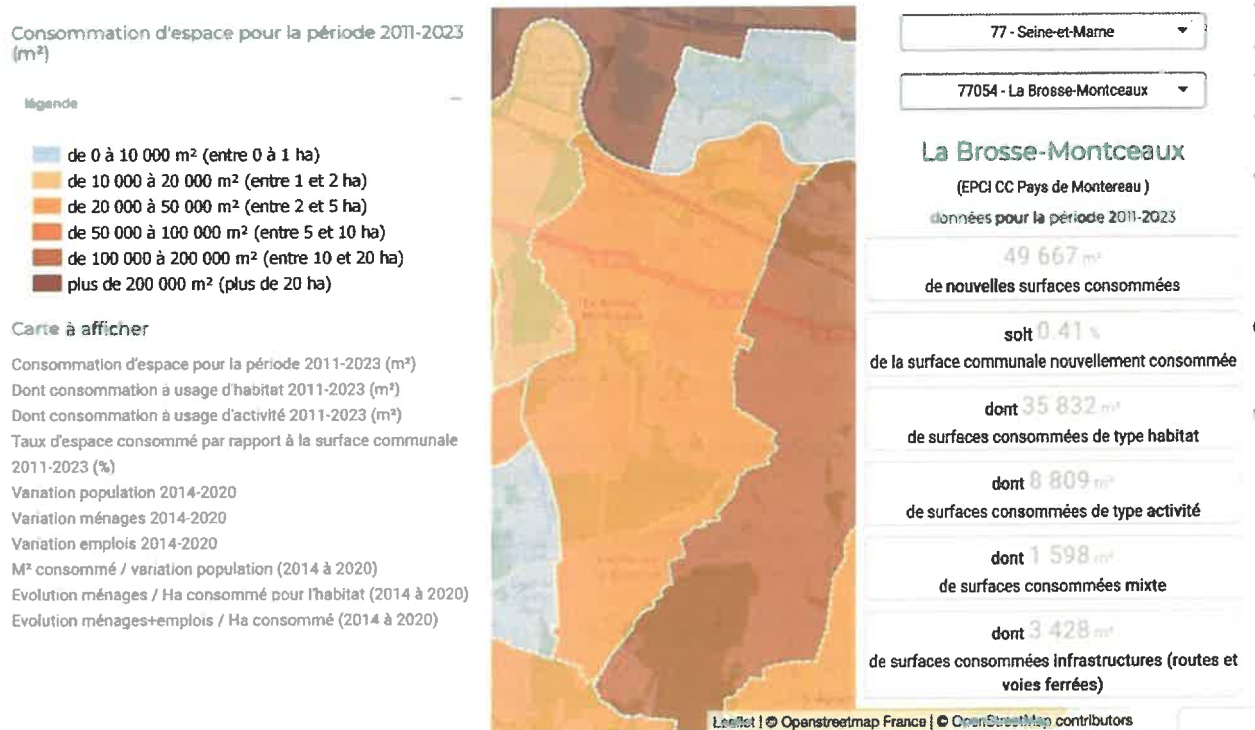 Consommation d'espace pour la période 2011-2023
(m²)
légende
de 0 à 10 000 m² (entre 0 à 1 ha)
de 10 000 à 20 000 m² (entre 1 et 2 ha)
de 20 000 à 50 000 m² (entre 2 et 5 ha)
de 50 000 à 100 000 m² (entre 5 et 10 ha)
de 100 000 à 200 000 m² (entre 10 et 20 ha)
plus de 200 000 m² (plus de 20 ha)
Carte à afficher
Consommation d'espace pour la période 2011-2023 (m²)
Dont consommation à usage d'habitat 2011-2023 (m²)
Dont consommation à usage d'activité 2011-2023 (m²)
Taux d'espace consommé par rapport à la surface communale
2011-2023 (%)
Variation population 2014-2020
Variation ménages 2014-2020
Variation emplois 2014-2020
M² consommé / variation population (2014 à 2020)
Evolution ménages / Ha consommé pour l'habitat (2014 à 2020)
Evolution ménages+emplois / Ha consommé (2014 à 2020)
La Brosse-
Montceaux
Leaflet | © Openstreetmap France | © OpenStreetMap contributors
77 - Seine-et-Marne
77054 - La Brosse-Montceaux
La Brosse-Montceaux
(EPCI CC Pays de Montereau )
données pour la période 2011-2023
49 667 m²
de nouvelles surfaces consommées
soit 0.41 %
de la surface communale nouvellement consommée
dont 35 832 m²
de surfaces consommées de type habitat
dont 8 809 m²
de surfaces consommées de type activité
dont 1 598 m²
de surfaces consommées mixte
dont 3 428 m²
de surfaces consommées infrastructures (routes et
voies ferrées)